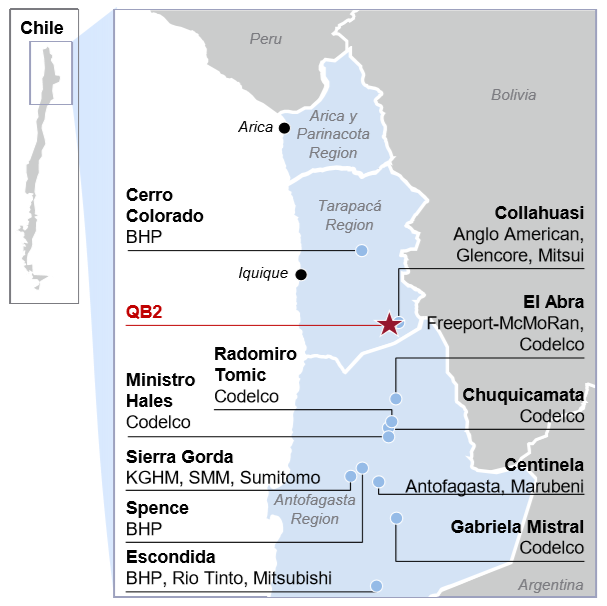 Chile
Peru
Bolivia
Arica
Arica y
Parinacota
Region
Cerro
Colorado
BHP
Tarapacá
Region
Collahuasi
Anglo American,
Glencore, Mitsui
Iquique
QB2
El Abra
Freeport-McMoRan,
Codelco
Radomiro
Tomic
Codelco
Ministro
Hales
Codelco
Chuquicamata
Codelco
Sierra Gorda
KGHM, SMM, Sumitomo
Centinela
Antofagasta, Marubeni
Antofagasta
Region
Spence
BHP
Gabriela Mistral
Codelco
Escondida
BHP, Rio Tinto, Mitsubishi
Argentina